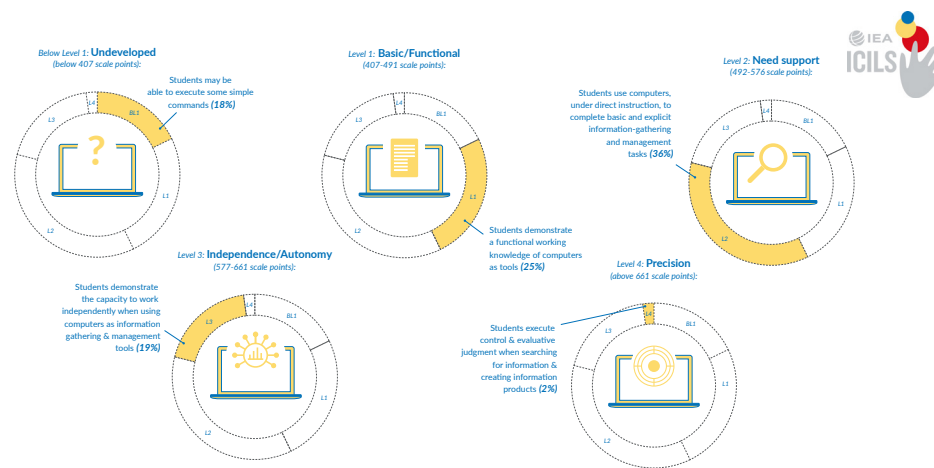 Below Level 1: Undeveloped
(below 407 scale points):
Students may be
able to execute some simple
commands (18%)
L4
BL1
L3
L1
L2
Level 1: Basic/Functional
(407-491 scale points):
L4
BL1
L3
L1
L2
Students demonstrate
a functional working
knowledge of computers
as tools (25%)
IEA
ICILS
Level 2: Need support
(492-576 scale points):
Students use computers,
under direct instruction, to
complete basic and explicit
information-gathering
and management
tasks (36%)
L4
BL1
L3
L1
L2
Level 3: Independence/Autonomy
(577-661 scale points):
Students demonstrate
the capacity to work
independently when using
computers as information
gathering & management
tools (19%)
L4
BL1
L3
L1
L2
Level 4: Precision
(above 661 scale points):
Students execute
control & evaluative
judgment when searching
for information &
creating information
products (2%)
L4
BL1
L3
L1
L2